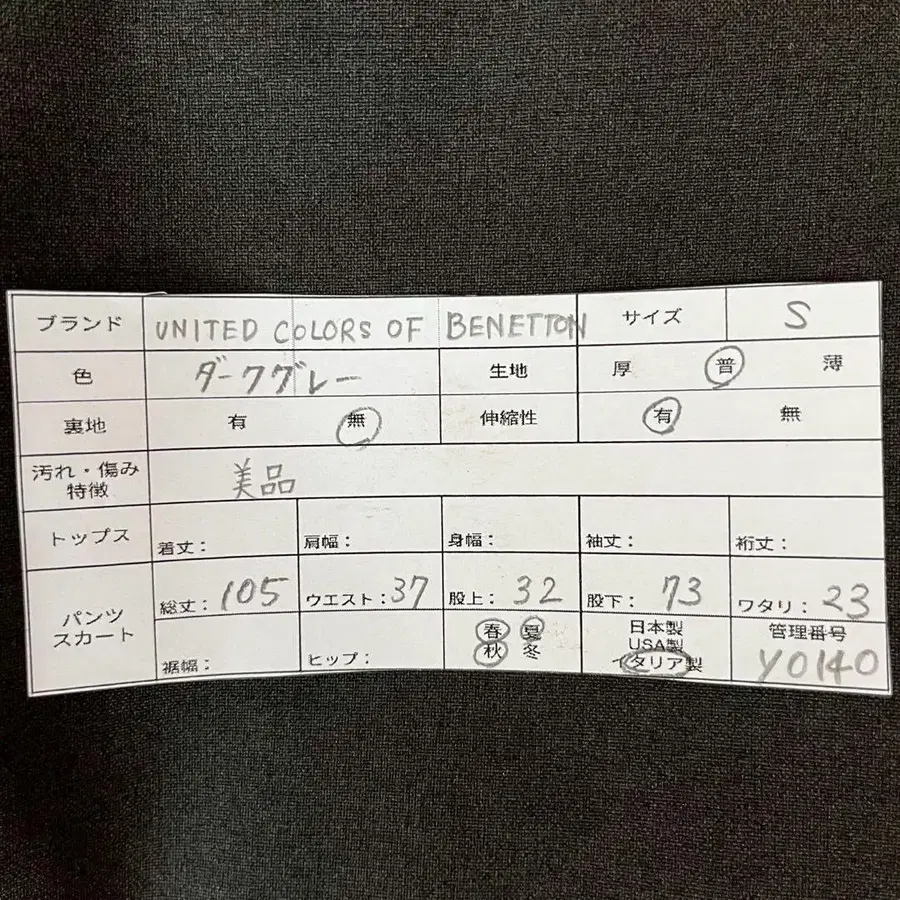 ブランド UNITED COLORS OF BENETTON サイズ S
色 ダークグレー 生地 厚 普 薄
裏地 有 無 伸縮性 有 無
汚れ・傷み
特徴 美品
トップス 着丈： 肩幅： 身幅： 袖丈： 裄丈：
パンツ
スカート
総丈：105 ウエスト：37 股上：32 股下：73 ワタリ：23
裾幅： ヒップ：
春 夏
秋 冬
日本製
USA製
イタリア製
管理番号
Y0140